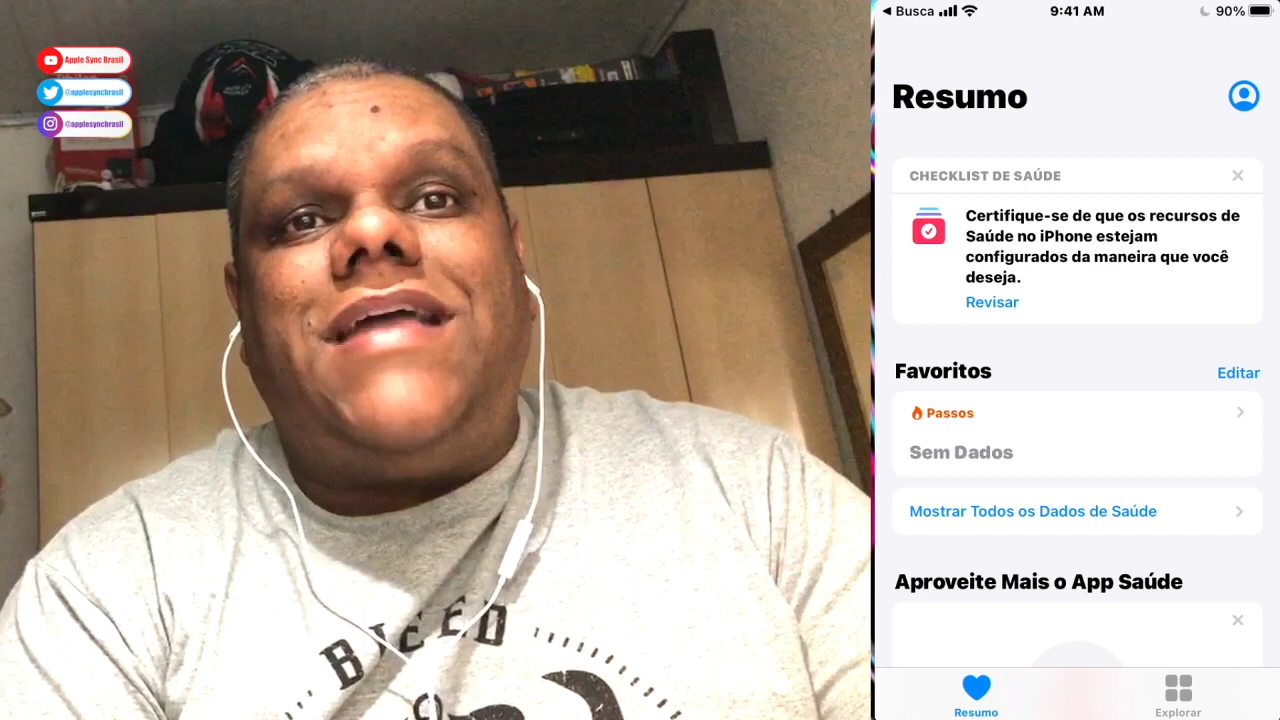 Apple Sync Brasil
@applesyncbrasil
@applesyncbrasil
BLEED
Busca
9:41 AM
90%
Resumo
CHECKLIST DE SAÚDE
Certifique-se de que os recursos de
Saúde no iPhone estejam
configurados da maneira que você
deseja.
Revisar
Favoritos
Editar
Passos
Sem Dados
Mostrar Todos os Dados de Saúde
Aproveite Mais o App Saúde
Resumo
Explorar